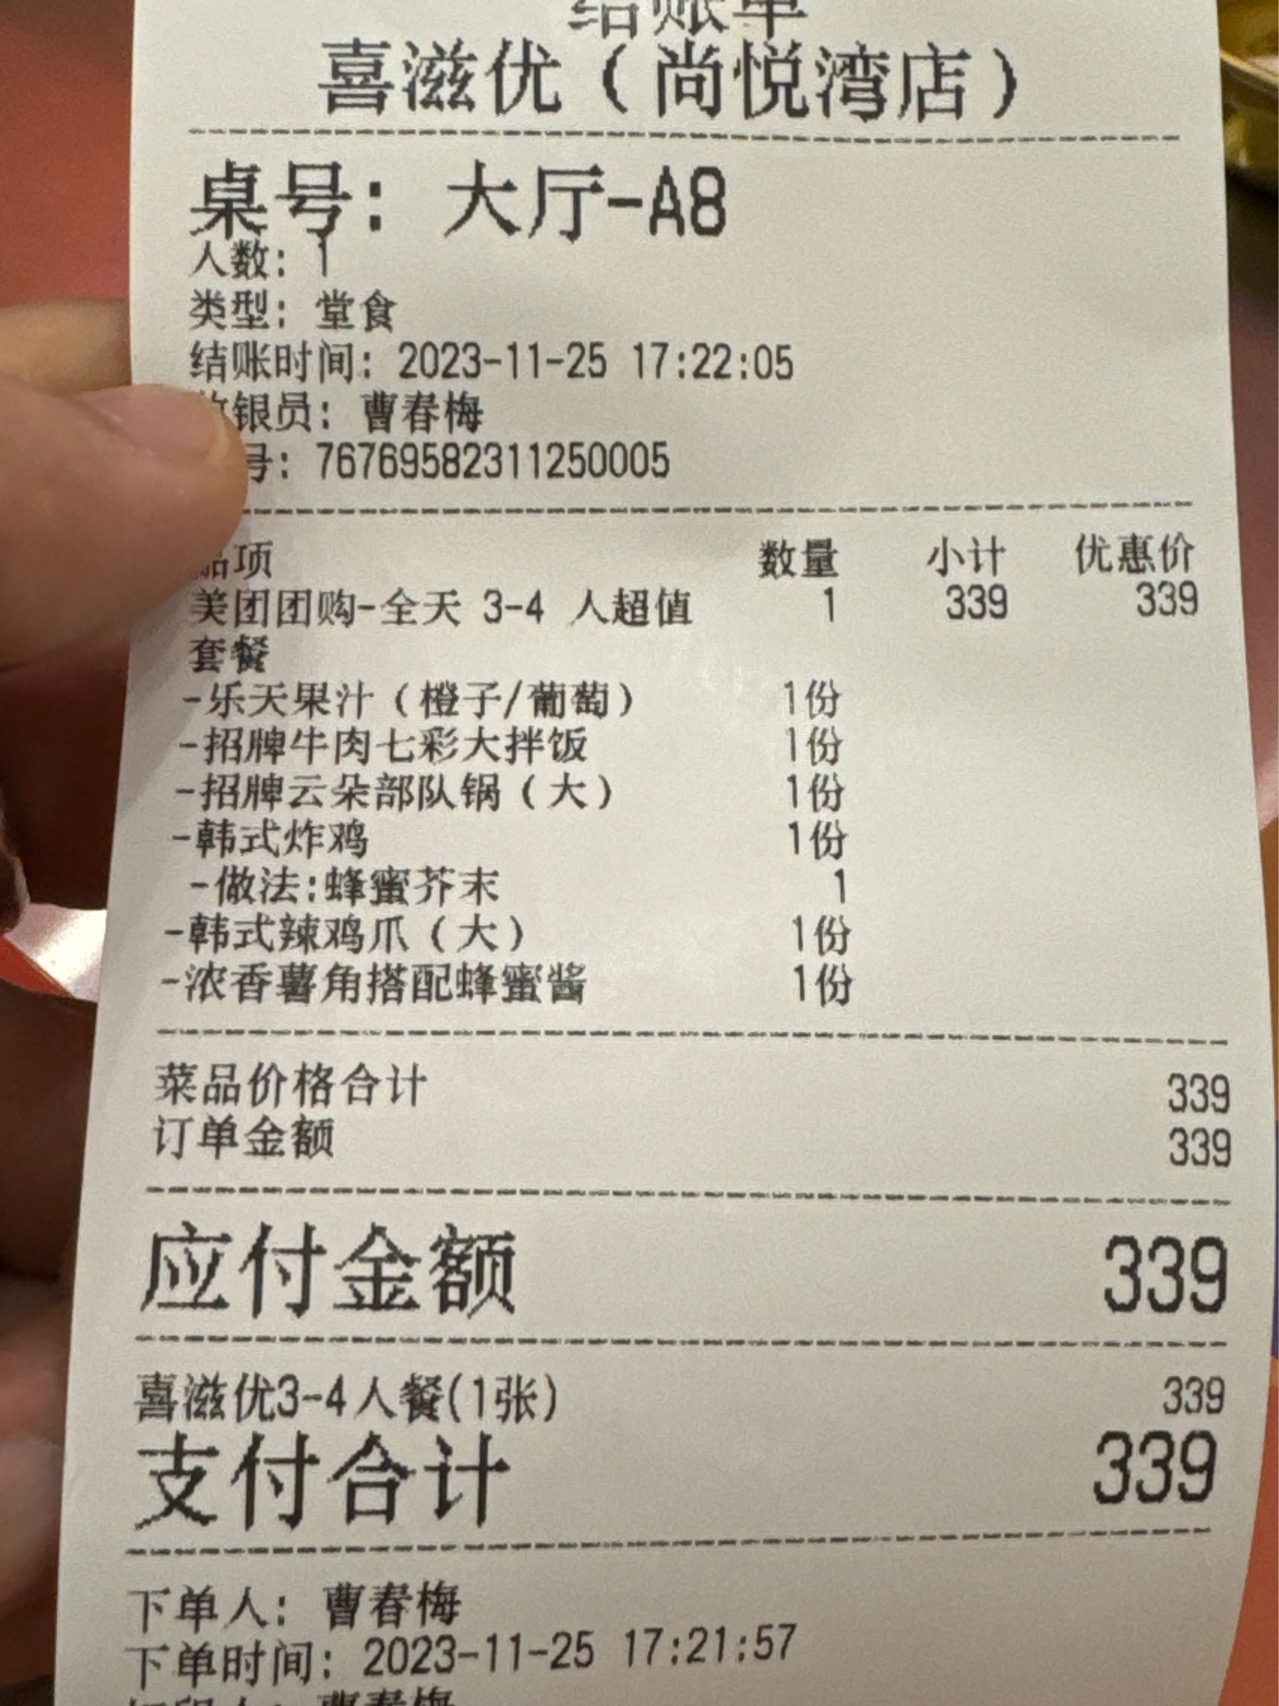 结账单
喜滋优（尚悦湾店）
桌号：大厅-A8
人数：1
类型：堂食
结账时间：2023-11-25 17:22:05
收银员：曹春梅
号：76769582311250005
品项 数量 小计 优惠价
美团团购-全天 3-4 人超值 1 339 339
套餐
-乐天果汁（橙子/葡萄） 1份
-招牌牛肉七彩大拌饭 1份
-招牌云朵部队锅（大） 1份
-韩式炸鸡 1份
-做法:蜂蜜芥末 1
-韩式辣鸡爪（大） 1份
-浓香薯角搭配蜂蜜酱 1份
菜品价格合计 339
订单金额 339
应付金额 339
喜滋优3-4人餐(1张) 339
支付合计 339
下单人：曹春梅
下单时间：2023-11-25 17:21:57
曹春梅